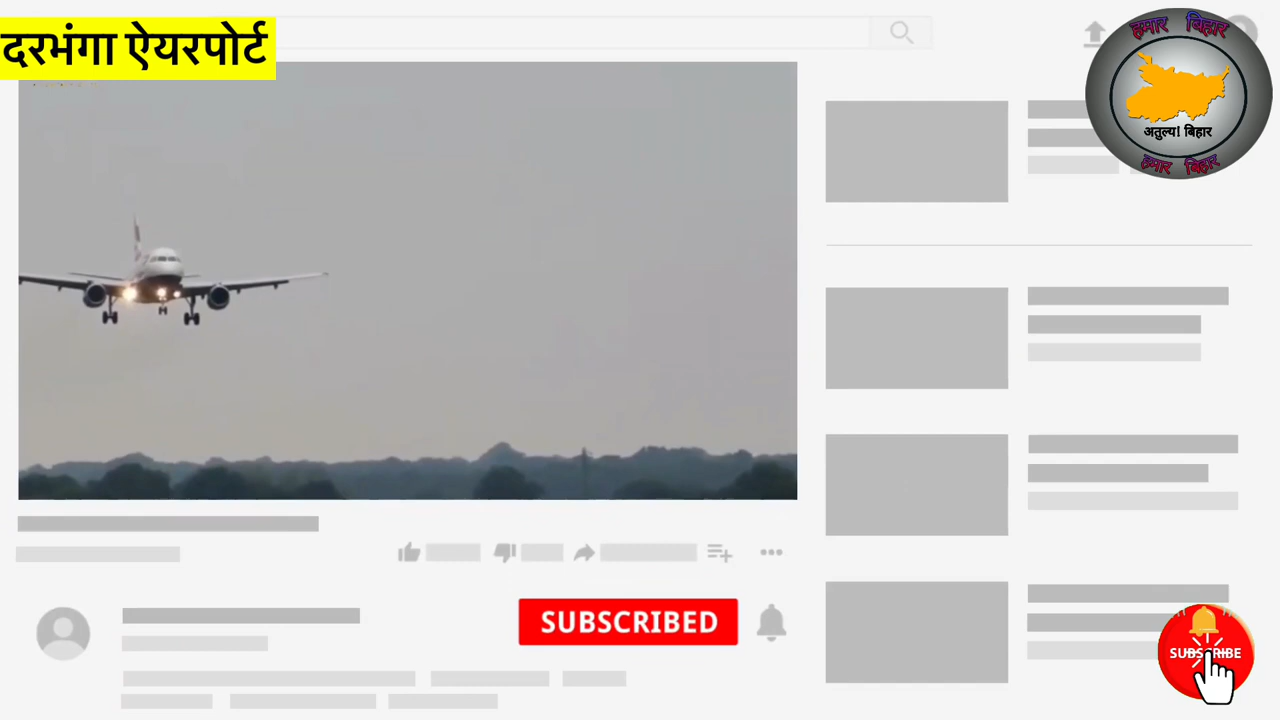 दरभंगा ऐयरपोर्ट
हमार बिहार
अतुल्य! बिहार
हमार बिहार
SUBSCRIBED
SUBSCRIBE